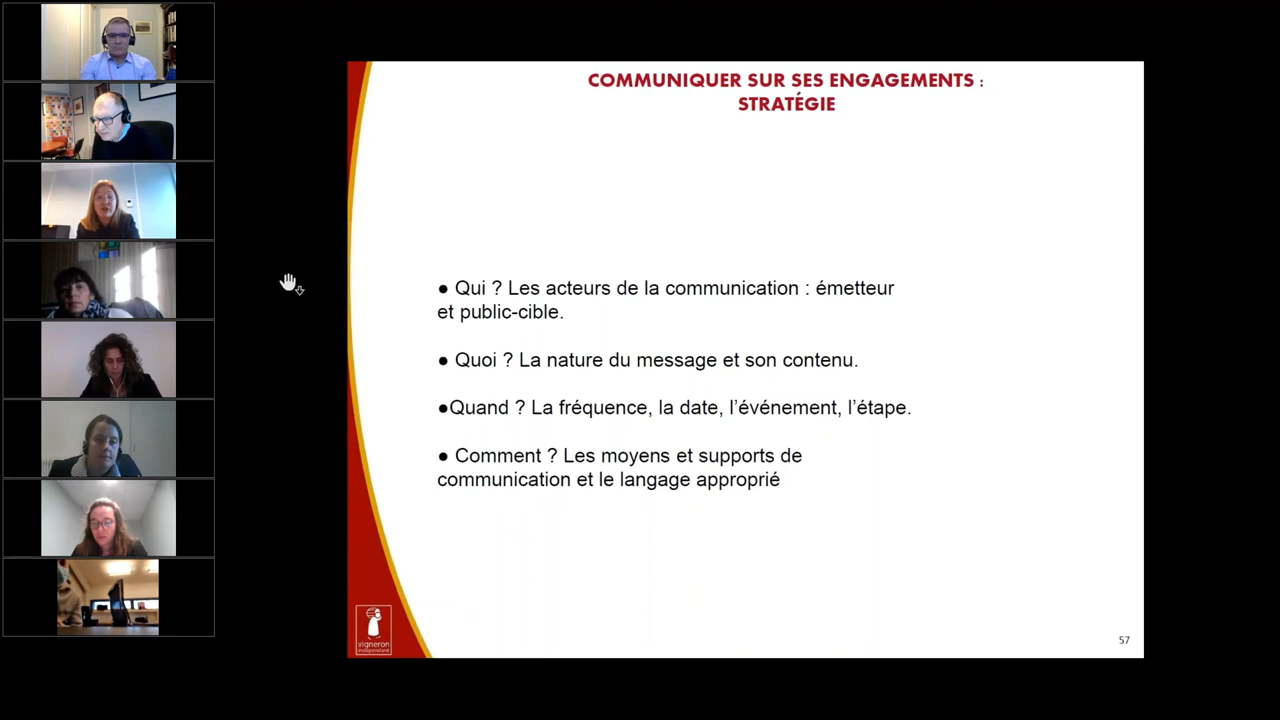 COMMUNIQUER SUR SES ENGAGEMENTS :
STRATÉGIE
● Qui ? Les acteurs de la communication : émetteur
et public-cible.
● Quoi ? La nature du message et son contenu.
●Quand ? La fréquence, la date, l’événement, l’étape.
● Comment ? Les moyens et supports de
communication et le langage approprié
vigneron
indépendant
57